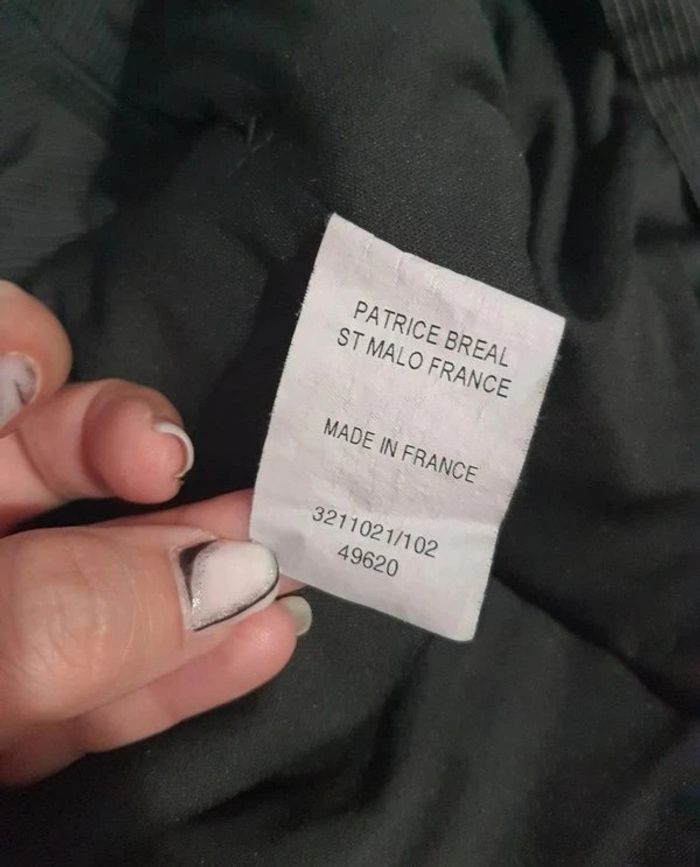 PATRICE BREAL
ST MALO FRANCE
MADE IN FRANCE
3211021/102
49620